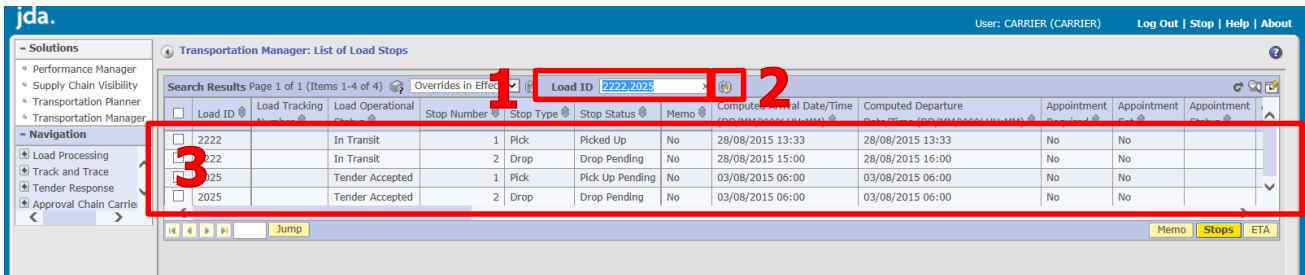 jda.
User: CARRIER (CARRIER) Log Out | Stop | Help | About
- Solutions
Performance Manager
Supply Chain Visibility
Transportation Planner
Transportation Manager
- Navigation
Load Processing
Track and Trace
Tender Response
Approval Chain Carrier
Transportation Manager: List of Load Stops
Search Results Page 1 of 1 (Items 1-4 of 4) Overrides in Effect 1 Load ID 2222,2025 × 2
Load ID Load Tracking Number Load Operational Status Stop Number Stop Type Stop Status Memo Computed Arrival Date/Time (DD/MM/YYYY HH:MM) Computed Departure Date/Time (DD/MM/YYYY HH:MM) Appointment Required Appointment Set Appointment Status
3
2222 In Transit 1 Pick Picked Up No 28/08/2015 13:33 28/08/2015 13:33 No No
2222 In Transit 2 Drop Drop Pending No 28/08/2015 15:00 28/08/2015 16:00 No No
2025 Tender Accepted 1 Pick Pick Up Pending No 03/08/2015 06:00 03/08/2015 06:00 No No
2025 Tender Accepted 2 Drop Drop Pending No 03/08/2015 06:00 03/08/2015 06:00 No No
Jump Memo Stops ETA